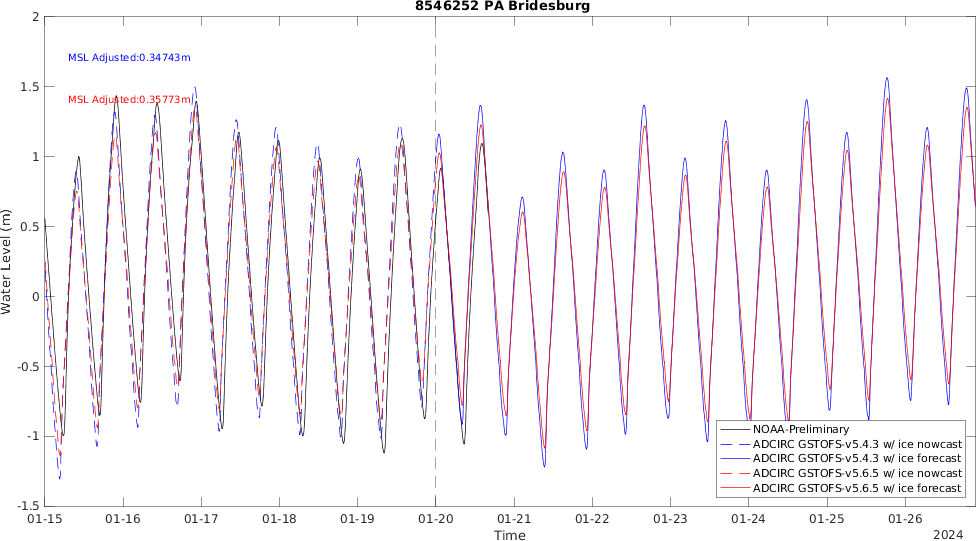 8546252 PA Bridesburg
2
1.5
1
0.5
0
-0.5
-1
-1.5
Water Level (m)
MSL Adjusted:0.34743m
MSL Adjusted:0.35773m
NOAA-Preliminary
ADCIRC GSTOFS-v5.4.3 w/ ice nowcast
ADCIRC GSTOFS-v5.4.3 w/ ice forecast
ADCIRC GSTOFS-v5.6.5 w/ ice nowcast
ADCIRC GSTOFS-v5.6.5 w/ ice forecast
01-15 01-16 01-17 01-18 01-19 01-20 01-21 01-22 01-23 01-24 01-25 01-26
Time
2024